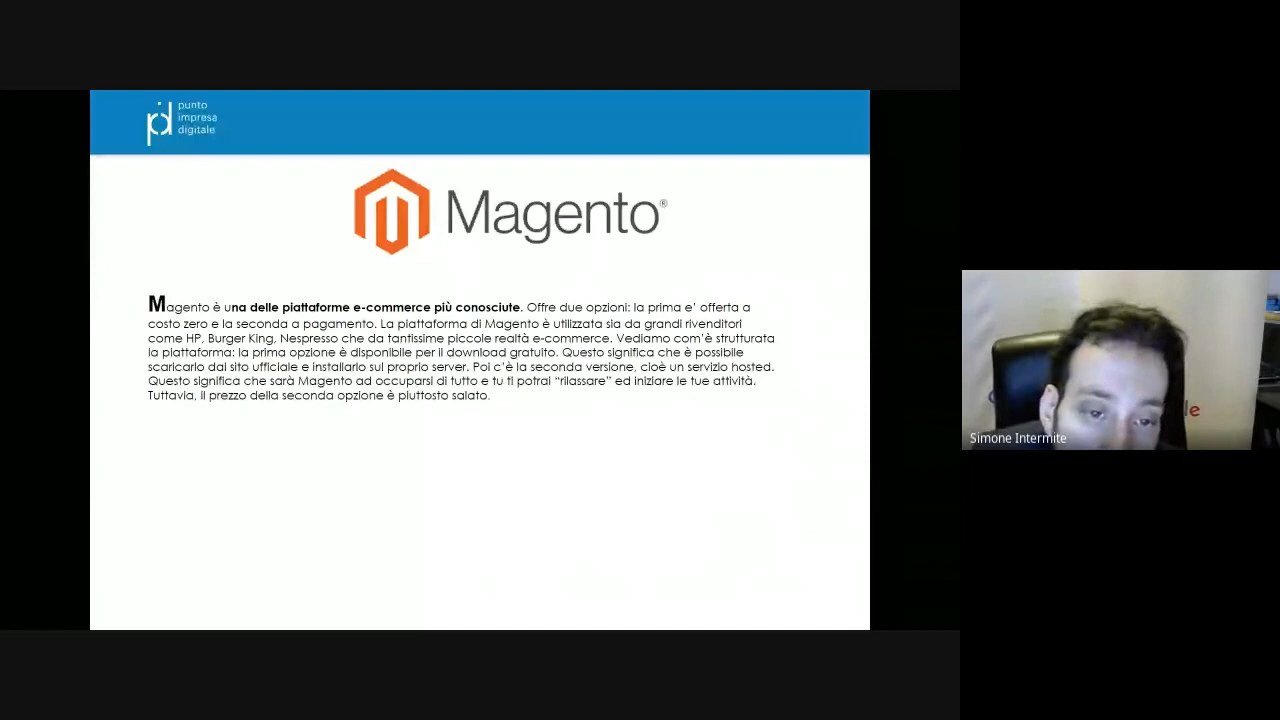 punto
impresa
digitale
Magento®
Magento è una delle piattaforme e-commerce più conosciute. Offre due opzioni: la prima e' offerta a
costo zero e la seconda a pagamento. La piattaforma di Magento è utilizzata sia da grandi rivenditori
come HP, Burger King, Nespresso che da tantissime piccole realtà e-commerce. Vediamo com'è strutturata
la piattaforma: la prima opzione è disponibile per il download gratuito. Questo significa che è possibile
scaricarlo dal sito ufficiale e installarlo sul proprio server. Poi c'è la seconda versione, cioè un servizio hosted.
Questo significa che sarà Magento ad occuparsi di tutto e tu ti potrai “rilassare” ed iniziare le tue attività.
Tuttavia, il prezzo della seconda opzione è piuttosto salato.
Simone Intermite